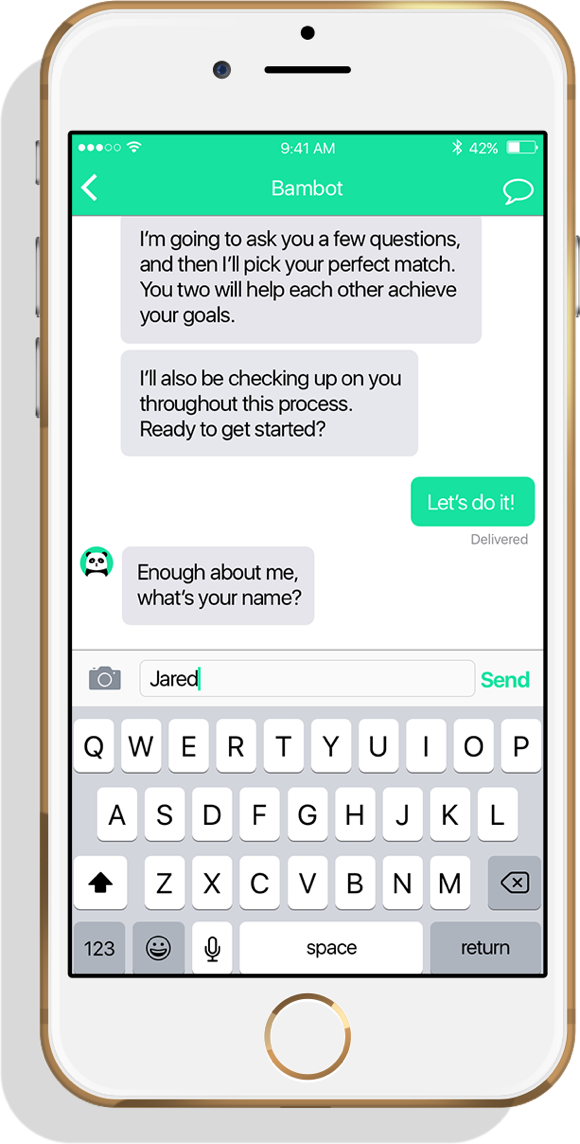 9:41 AM
42%
Bambot
I’m going to ask you a few questions,
and then I’ll pick your perfect match.
You two will help each other achieve
your goals.
I’ll also be checking up on you
throughout this process.
Ready to get started?
Let’s do it!
Delivered
Enough about me,
what’s your name?
Jared
Send
Q W E R T Y U I O P
A S D F G H J K L
Z X C V B N M
123 space return